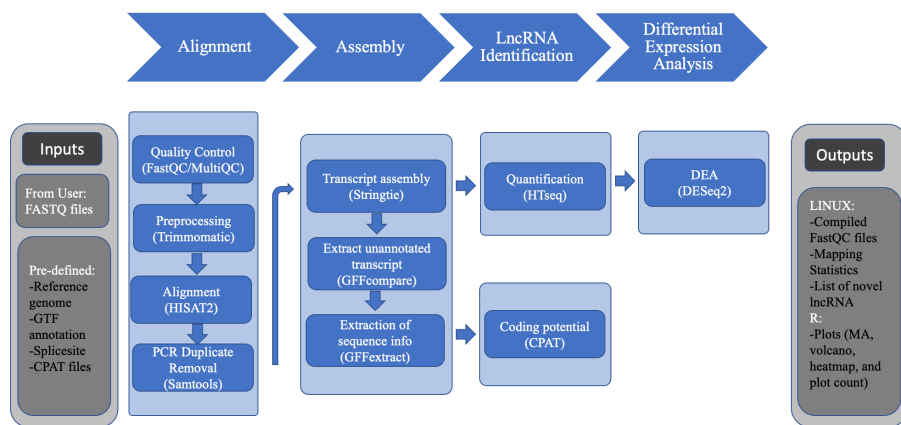 Alignment
Assembly
LncRNA
Identification
Differential
Expression
Analysis
Inputs
From User:
FASTQ files
Pre-defined:
-Reference
genome
-GTF
annotation
-Splicesite
-CPAT files
Quality Control
(FastQC/MultiQC)
Preprocessing
(Trimmomatic)
Alignment
(HISAT2)
PCR Duplicate
Removal
(Samtools)
Transcript assembly
(Stringtie)
Extract unannotated
transcript
(GFFcompare)
Extraction of
sequence info
(GFFextract)
Quantification
(HTseq)
Coding potential
(CPAT)
DEA
(DESeq2)
Outputs
LINUX:
-Compiled
FastQC files
-Mapping
Statistics
-List of novel
lncRNA
R:
-Plots (MA,
volcano,
heatmap, and
plot count)